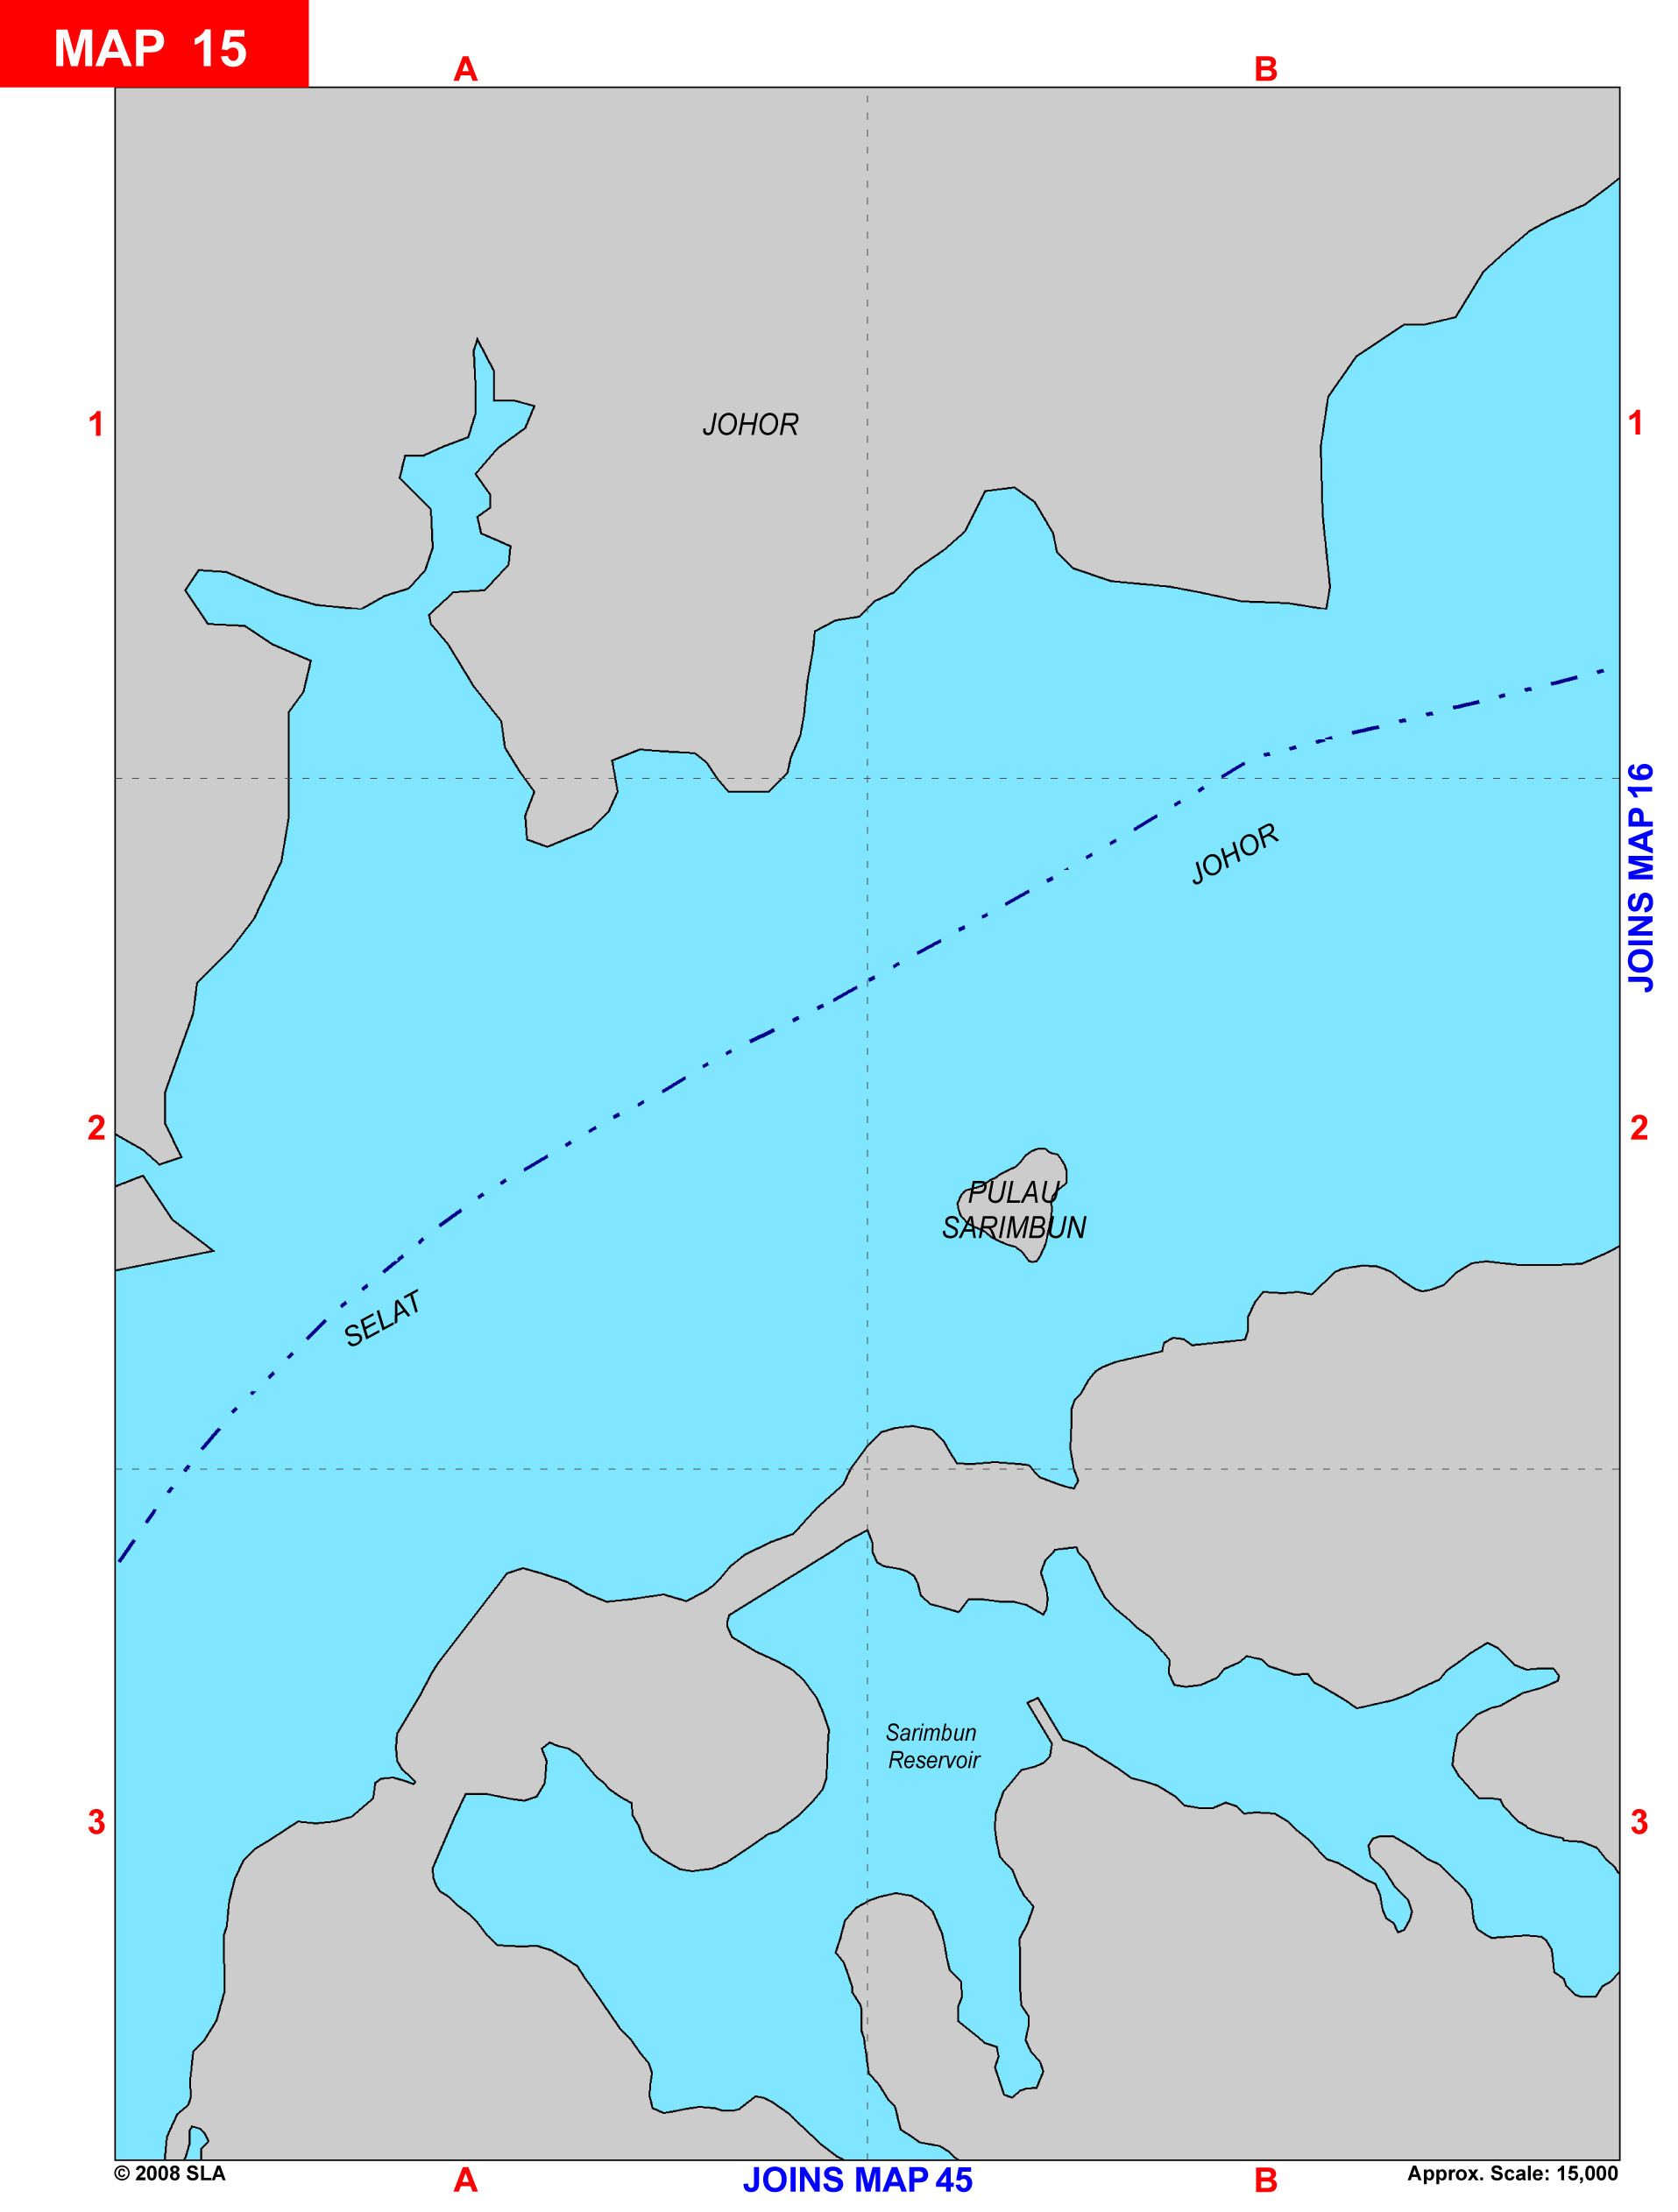 MAP 15
A B
1 JOHOR 1
JOINS MAP 16
JOHOR
2 2
PULAU
SARIMBUN
SELAT
Sarimbun
Reservoir
3 3
© 2008 SLA A JOINS MAP 45 B Approx. Scale: 15,000